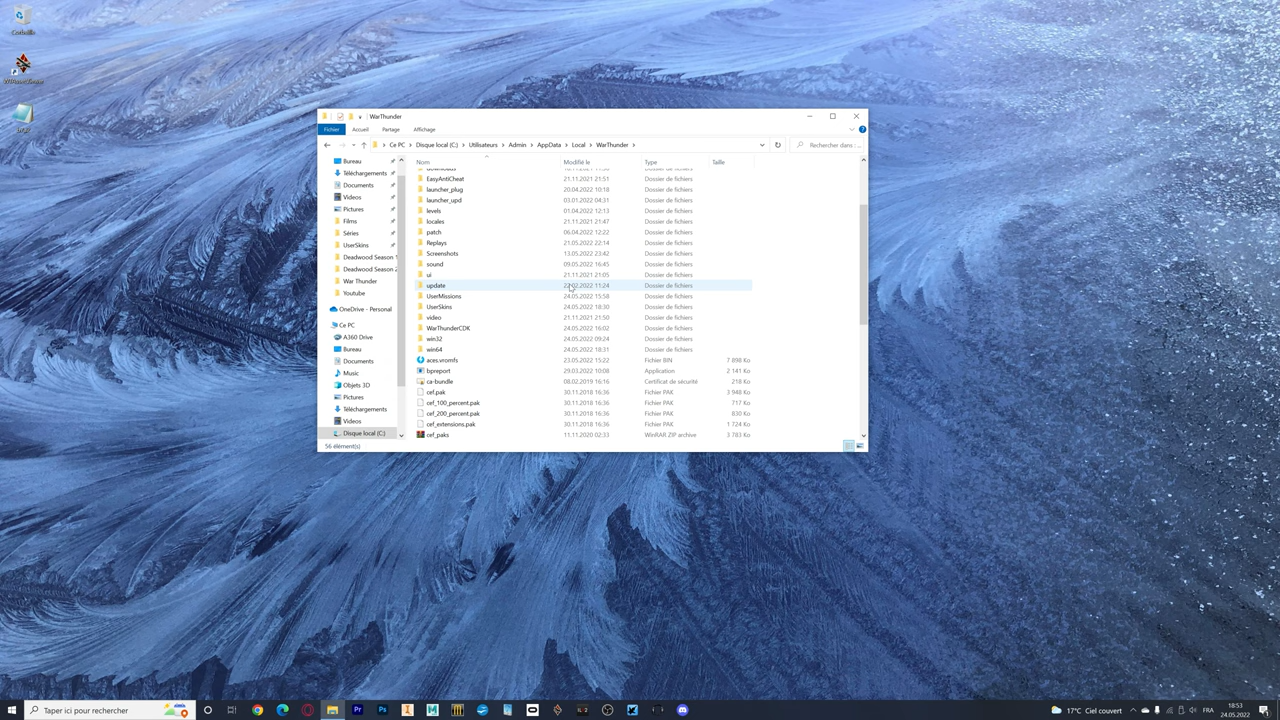 Corbeille
WarThunder
Fichier
Accueil
Partage
Affichage
Ce PC
Disque local (C:)
Utilisateurs
Admin
AppData
Local
WarThunder
Rechercher dans : ...
Bureau
Téléchargements
Documents
Videos
Pictures
Films
Séries
UserSkins
Deadwood Season 1
Deadwood Season 2
War Thunder
Youtube
OneDrive - Personal
Ce PC
A360 Drive
Bureau
Documents
Music
Objets 3D
Pictures
Téléchargements
Videos
Disque local (C:)
Nom Modifié le Type Taille
Dossier de fichiers
EasyAntiCheat 21.11.2021 21:51 Dossier de fichiers
launcher_plug 20.04.2022 10:18 Dossier de fichiers
launcher_upd 03.01.2022 04:31 Dossier de fichiers
levels 01.04.2022 12:13 Dossier de fichiers
locales 21.11.2021 21:47 Dossier de fichiers
patch 06.04.2022 12:22 Dossier de fichiers
Replays 21.05.2022 22:14 Dossier de fichiers
Screenshots 13.05.2022 23:42 Dossier de fichiers
sound 09.05.2022 16:45 Dossier de fichiers
ui 21.11.2021 21:05 Dossier de fichiers
update 22.02.2022 11:24 Dossier de fichiers
UserMissions 24.05.2022 15:58 Dossier de fichiers
UserSkins 24.05.2022 18:30 Dossier de fichiers
video 21.11.2021 21:50 Dossier de fichiers
WarThunderCDK 24.05.2022 16:02 Dossier de fichiers
win32 24.05.2022 09:24 Dossier de fichiers
win64 24.05.2022 18:31 Dossier de fichiers
aces.vromfs 23.05.2022 15:22 Fichier BIN 7 898 Ko
bpreport 29.03.2022 10:08 Application 2 141 Ko
ca-bundle 08.02.2019 16:16 Certificat de sécurité 218 Ko
cef.pak 30.11.2018 16:36 Fichier PAK 3 948 Ko
cef_100_percent.pak 30.11.2018 16:36 Fichier PAK 717 Ko
cef_200_percent.pak 30.11.2018 16:36 Fichier PAK 830 Ko
cef_extensions.pak 30.11.2018 16:36 Fichier PAK 1 724 Ko
cef_paks 11.11.2020 02:33 WinRAR ZIP archive 3 783 Ko
56 élément(s)
Taper ici pour rechercher
17°C Ciel couvert
FRA
18:53
24.05.2022